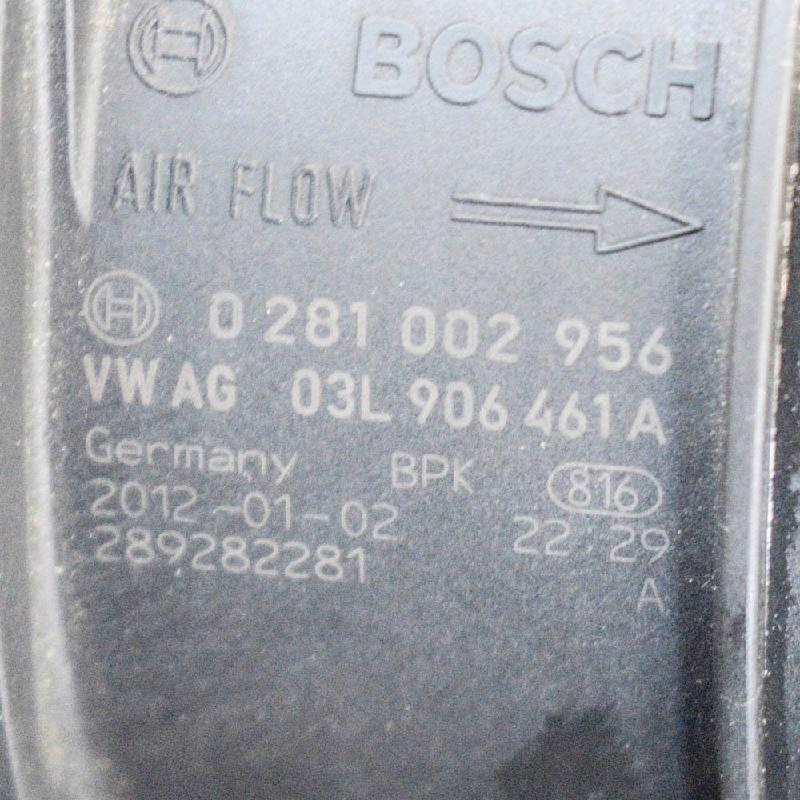 BOSCH
AIR FLOW
0 281 002 956
VW AG 03L 906 461 A
Germany BPK 816
2012-01-02 22:29
289282281 A